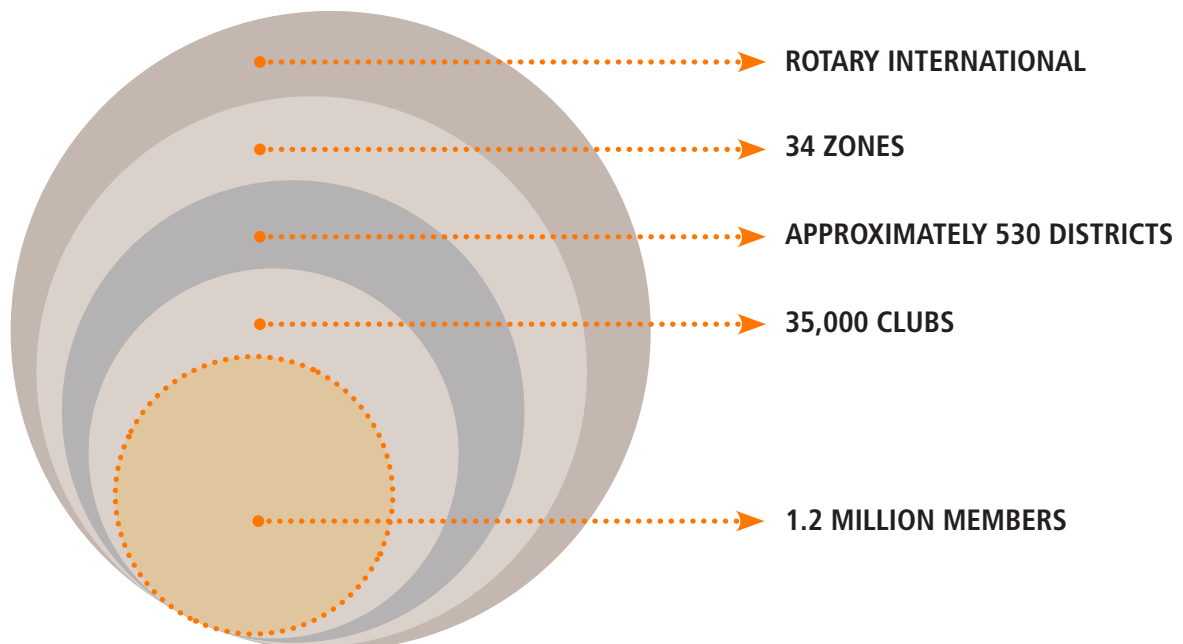 ROTARY INTERNATIONAL
34 ZONES
APPROXIMATELY 530 DISTRICTS
35,000 CLUBS
1.2 MILLION MEMBERS